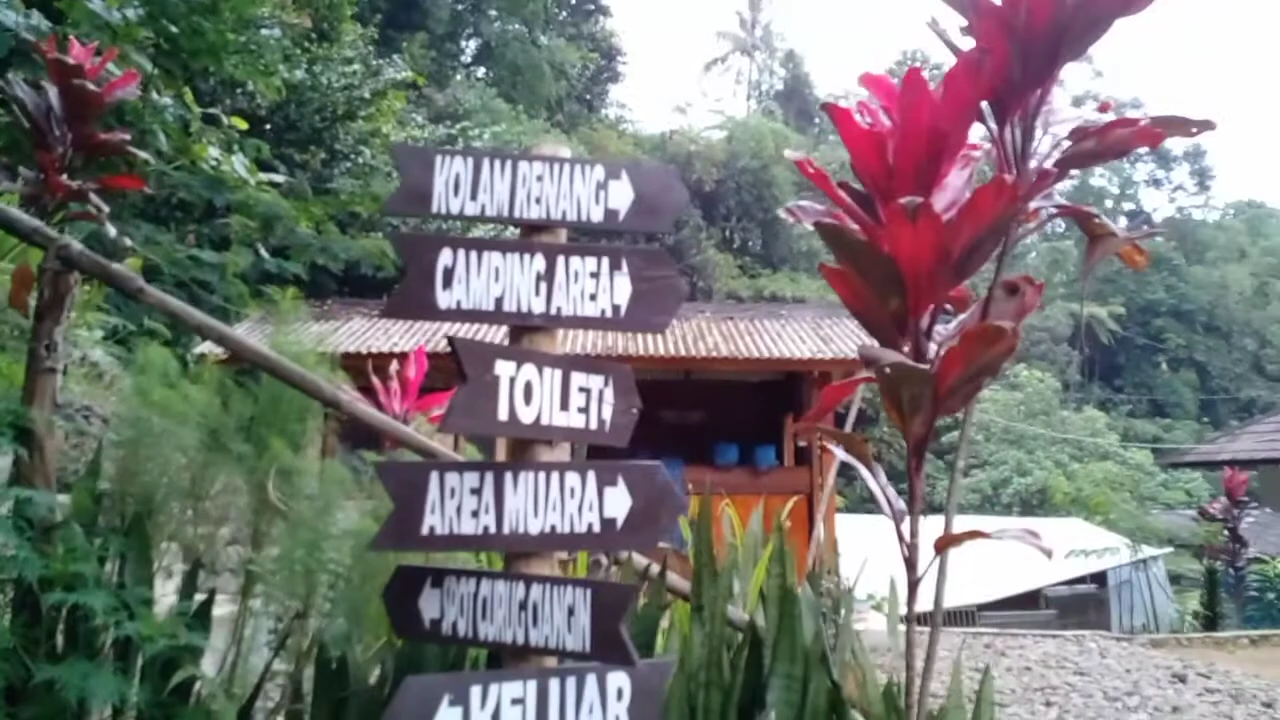 KOLAM RENANG →
CAMPING AREA →
TOILET →
AREA MUARA →
← SPOT CURUG CIANGIN
← KELUAR